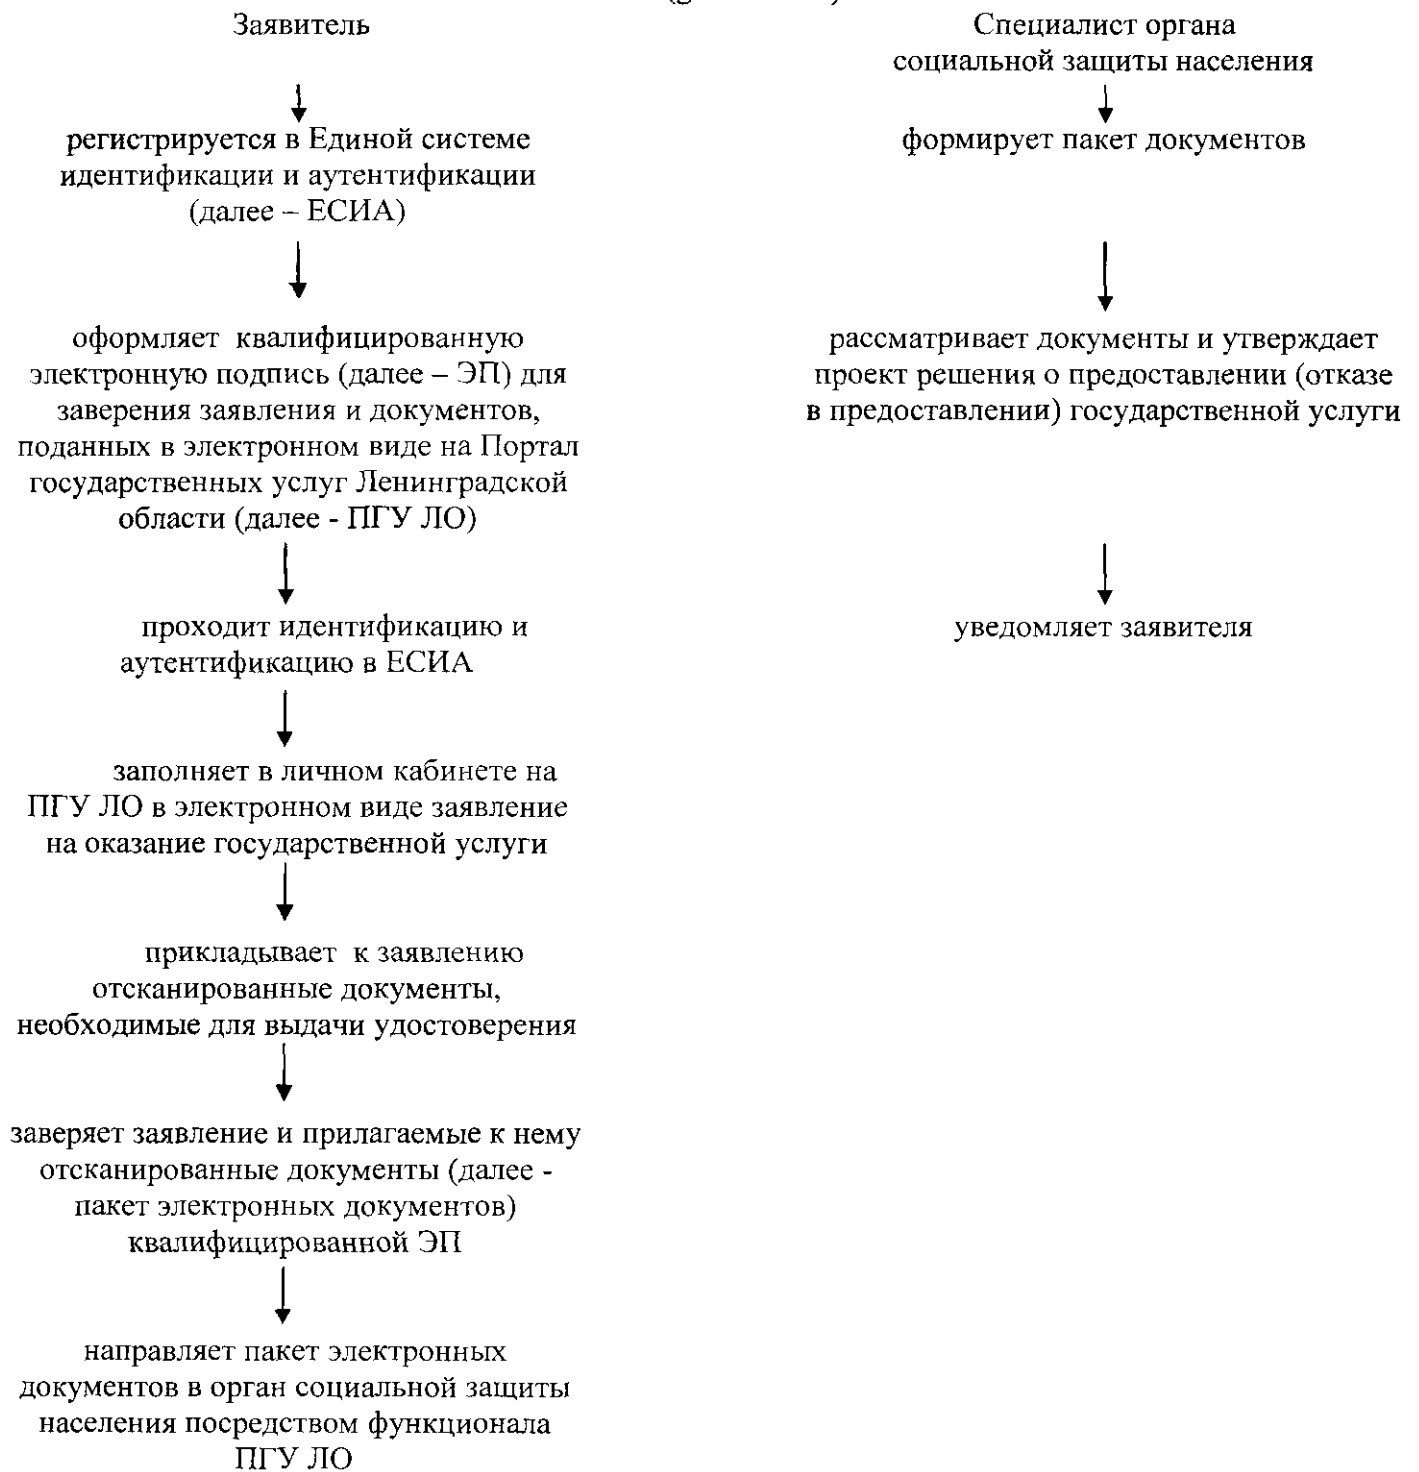 Заявитель
регистрируется в Единой системе
идентификации и аутентификации
(далее – ЕСИА)
оформляет квалифицированную
электронную подпись (далее – ЭП) для
заверения заявления и документов,
поданных в электронном виде на Портал
государственных услуг Ленинградской
области (далее - ПГУ ЛО)
проходит идентификацию и
аутентификацию в ЕСИА
заполняет в личном кабинете на
ПГУ ЛО в электронном виде заявление
на оказание государственной услуги
прикладывает к заявлению
отсканированные документы,
необходимые для выдачи удостоверения
заверяет заявление и прилагаемые к нему
отсканированные документы (далее -
пакет электронных документов)
квалифицированной ЭП
направляет пакет электронных
документов в орган социальной защиты
населения посредством функционала
ПГУ ЛО
Специалист органа
социальной защиты населения
формирует пакет документов
рассматривает документы и утверждает
проект решения о предоставлении (отказе
в предоставлении) государственной услуги
уведомляет заявителя